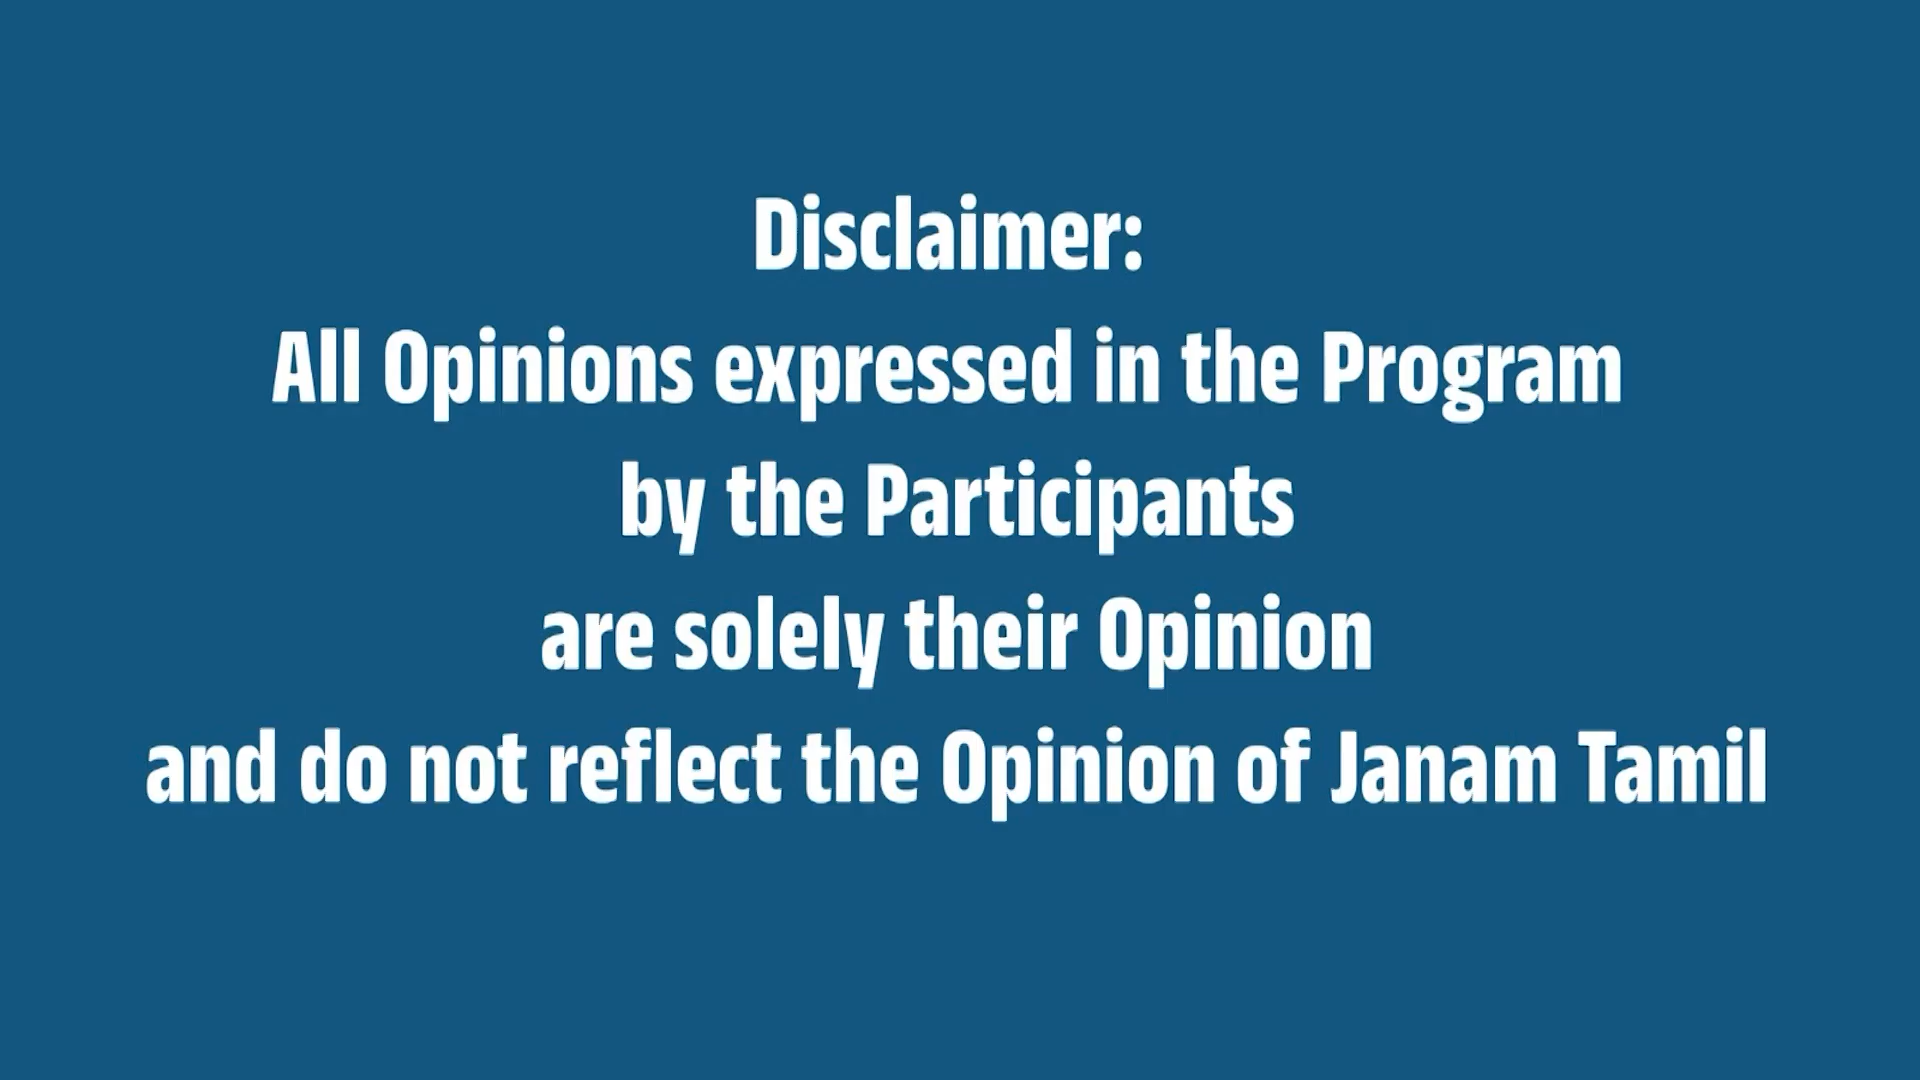 Disclaimer:
All Opinions expressed in the Program
by the Participants
are solely their Opinion
and do not reflect the Opinion of Janam Tamil